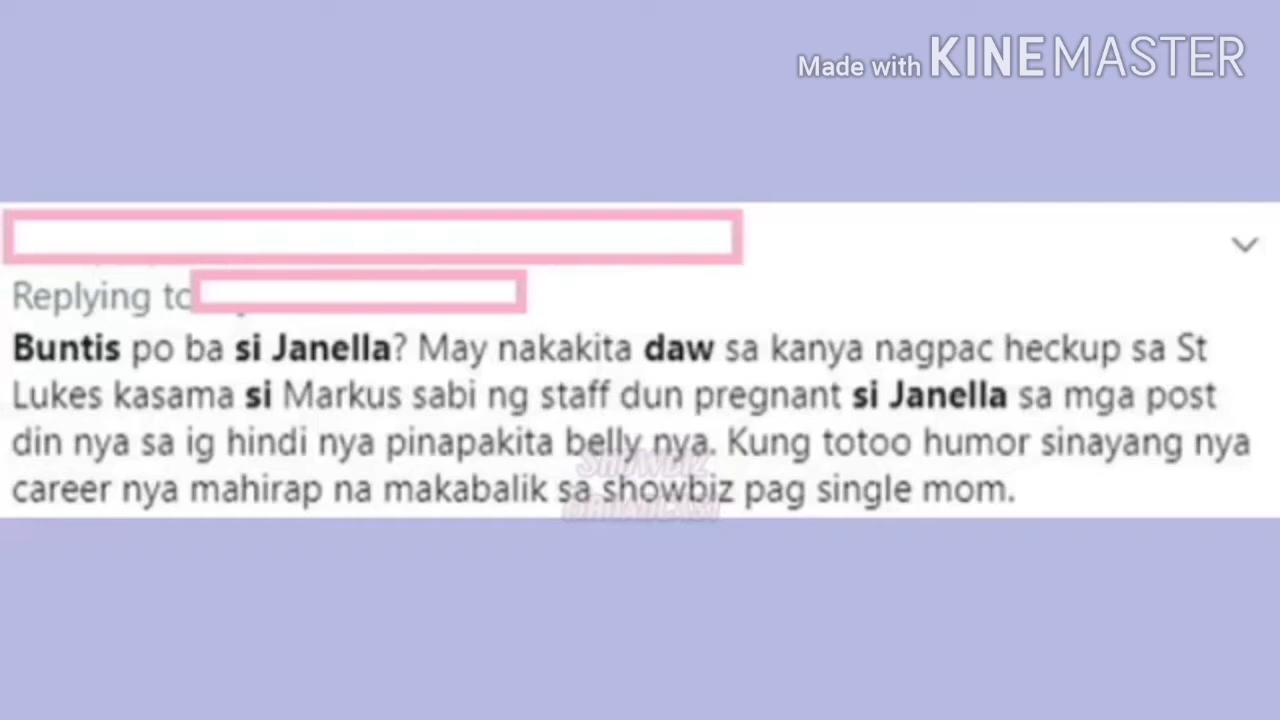 Made with KINEMASTER
Replying to
Buntis po ba si Janella? May nakakita daw sa kanya nagpac heckup sa St
Lukes kasama si Markus sabi ng staff dun pregnant si Janella sa mga post
din nya sa ig hindi nya pinapakita belly nya. Kung totoo humor sinayang nya
career nya mahirap na makabalik sa showbiz pag single mom.